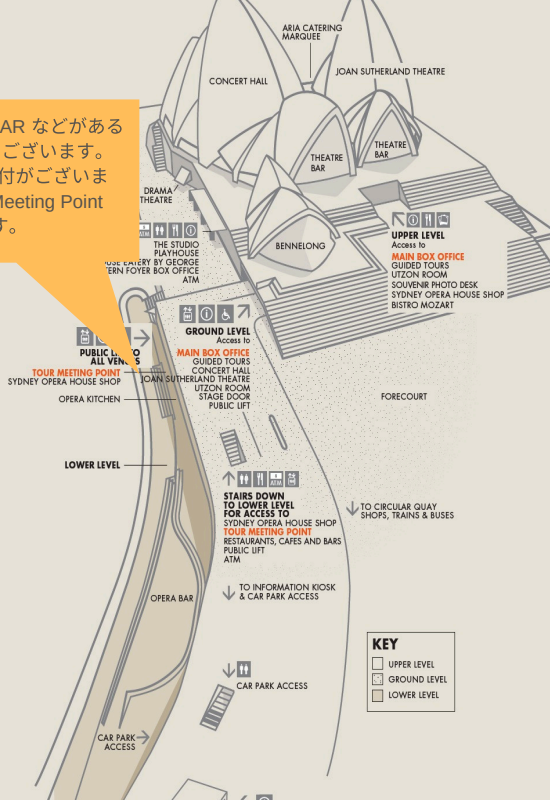 ARIA CATERING
MARQUEE
CONCERT HALL
JOAN SUTHERLAND THEATRE
AR などがある
ございます。
付がございま
Meeting Point
す。
THEATRE
BAR
THEATRE
BAR
DRAMA
THEATRE
ATM
THE STUDIO
PLAYHOUSE
EATERY BY GEORGE
FOYER BOX OFFICE
ATM
BENNELONG
UPPER LEVEL
Access to
MAIN BOX OFFICE
GUIDED TOURS
UTZON ROOM
SOUVENIR PHOTO DESK
SYDNEY OPERA HOUSE SHOP
BISTRO MOZART
GROUND LEVEL
Access to
MAIN BOX OFFICE
GUIDED TOURS
CONCERT HALL
JOAN SUTHERLAND THEATRE
UTZON ROOM
STAGE DOOR
PUBLIC LIFT
PUBLIC TO
ALL VENUES
TOUR MEETING POINT
SYDNEY OPERA HOUSE SHOP
OPERA KITCHEN
FORECOURT
LOWER LEVEL
ATM
STAIRS DOWN
TO LOWER LEVEL
FOR ACCESS TO
SYDNEY OPERA HOUSE SHOP
TOUR MEETING POINT
RESTAURANTS, CAFES AND BARS
PUBLIC LIFT
ATM
TO CIRCULAR QUAY
SHOPS, TRAINS & BUSES
TO INFORMATION KIOSK
& CAR PARK ACCESS
OPERA BAR
KEY
UPPER LEVEL
GROUND LEVEL
LOWER LEVEL
CAR PARK ACCESS
CAR PARK
ACCESS